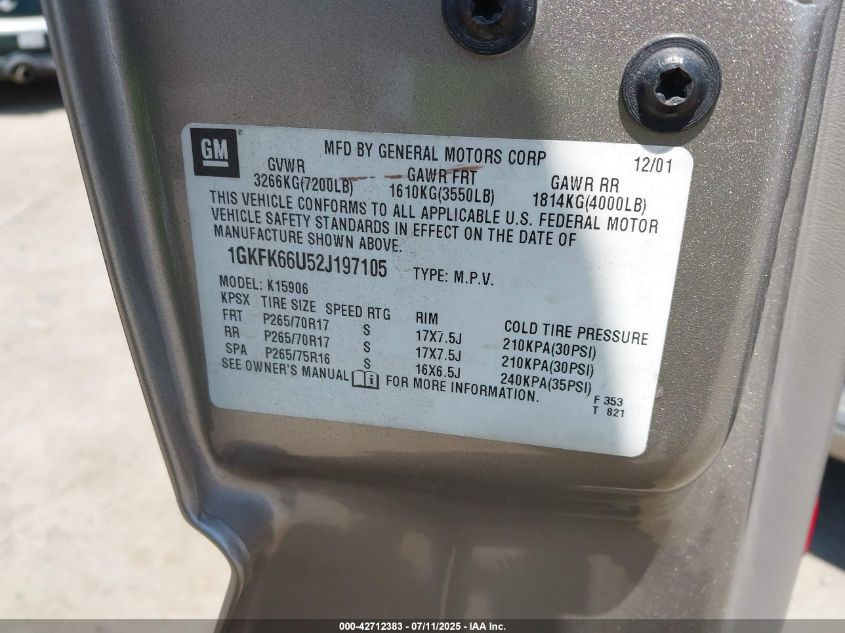 GM
MFD BY GENERAL MOTORS CORP 12/01
GVWR GAWR FRT GAWR RR
3266KG(7200LB) 1610KG(3550LB) 1814KG(4000LB)
THIS VEHICLE CONFORMS TO ALL APPLICABLE U.S. FEDERAL MOTOR
VEHICLE SAFETY STANDARDS IN EFFECT ON THE DATE OF
MANUFACTURE SHOWN ABOVE.
1GKFK66U52J197105 TYPE: M.P.V.
MODEL: K15906
KPSX TIRE SIZE SPEED RTG RIM COLD TIRE PRESSURE
FRT P265/70R17 S 17X7.5J 210KPA(30PSI)
RR P265/70R17 S 17X7.5J 210KPA(30PSI)
SPA P265/75R16 S 16X6.5J 240KPA(35PSI)
SEE OWNER'S MANUAL FOR MORE INFORMATION.
F 353
T 821
000-42712383 - 07/11/2025 - IAA Inc.